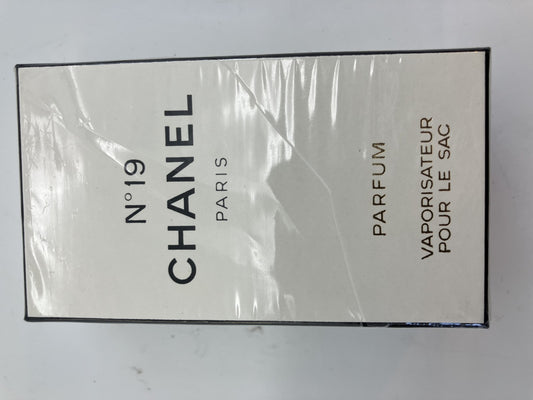 N°19
CHANEL
PARIS
PARFUM
VAPORISATEUR
POUR LE SAC